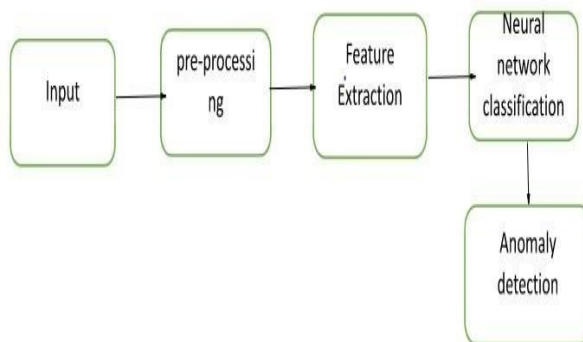 Input
pre-processi
ng
Feature
Extraction
Neural
network
classification
Anomaly
detection